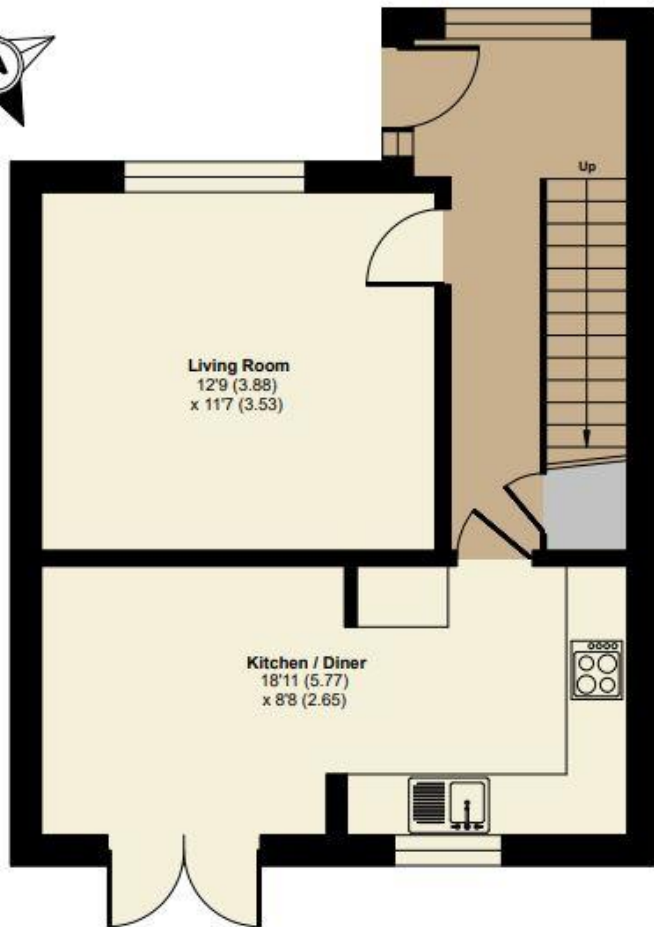 Up
Living Room
12'9 (3.88)
x 11'7 (3.53)
Kitchen / Diner
18'11 (5.77)
x 8'8 (2.65)